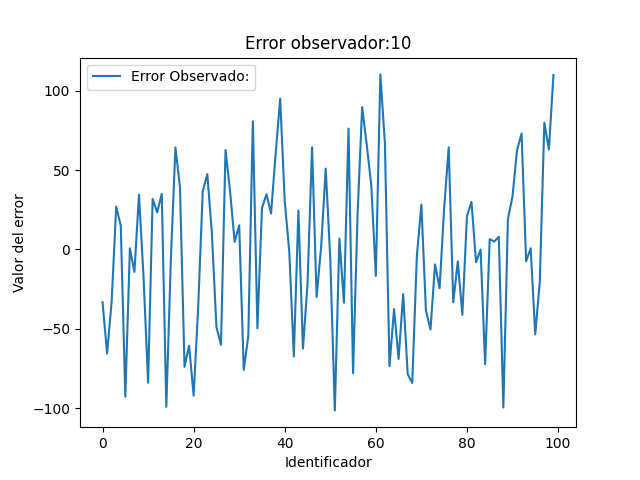 Error observador:10
Error Observado:
Valor del error
100
50
0
−50
−100
0 20 40 60 80 100
Identificador